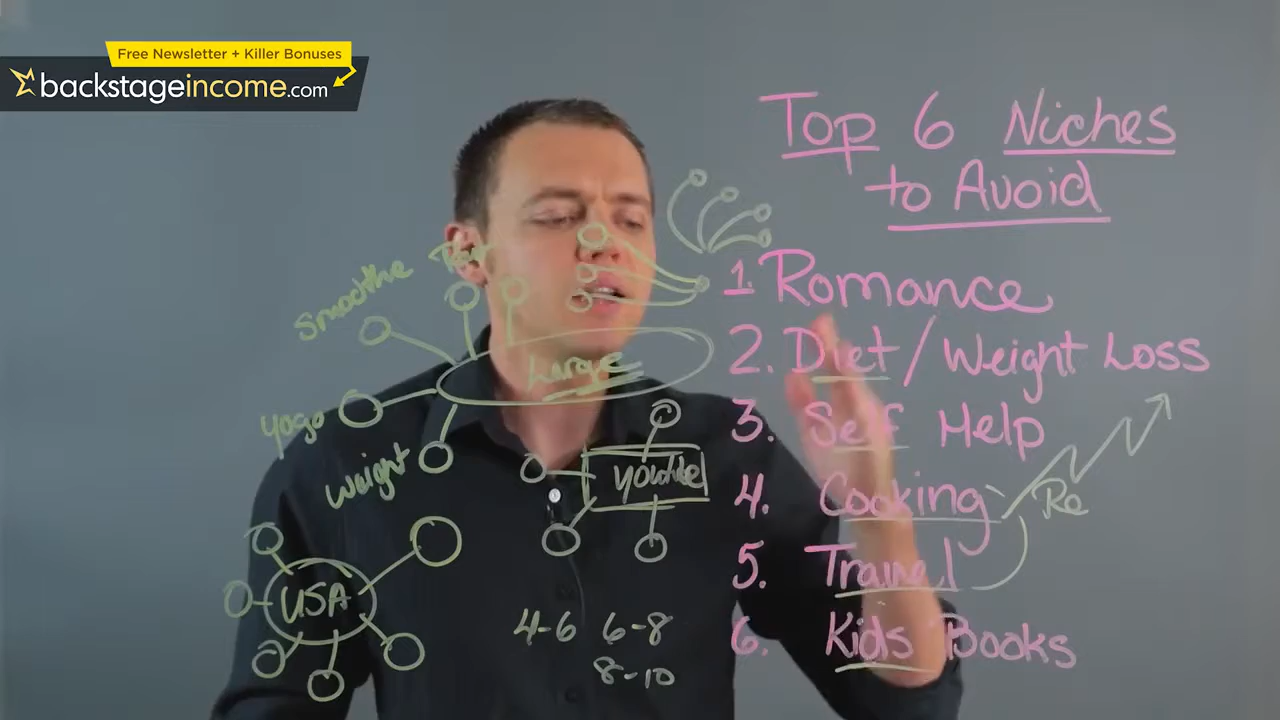 Free Newsletter + Killer Bonuses
backstageincome.com
Top 6 Niches
to Avoid
1. Romance
2. Diet/Weight Loss
3. Self Help
4. Cooking
5. Travel
6. Kids Books
Smoothie
Large
yoga
weight
Re
USA
4-6 6-8
8-10